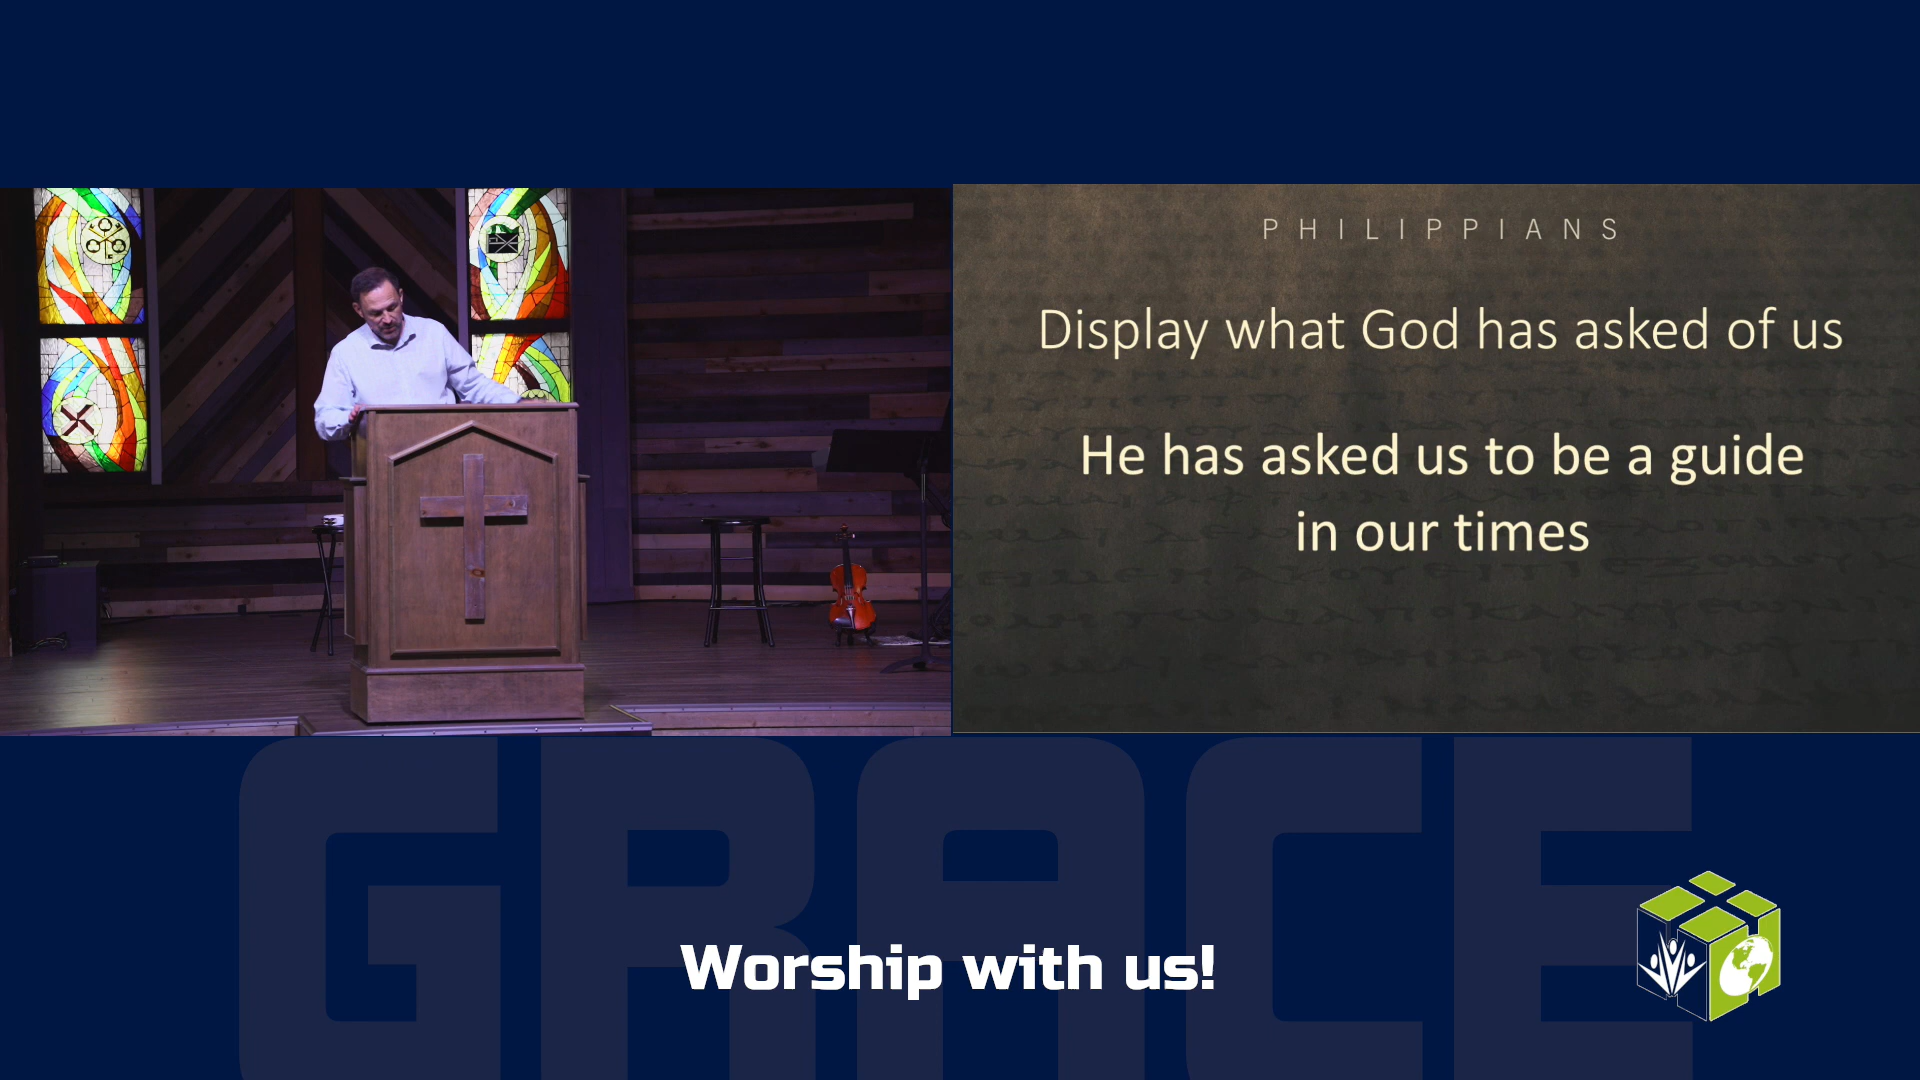 PHILIPPIANS
Display what God has asked of us
He has asked us to be a guide
in our times
GRACE
Worship with us!